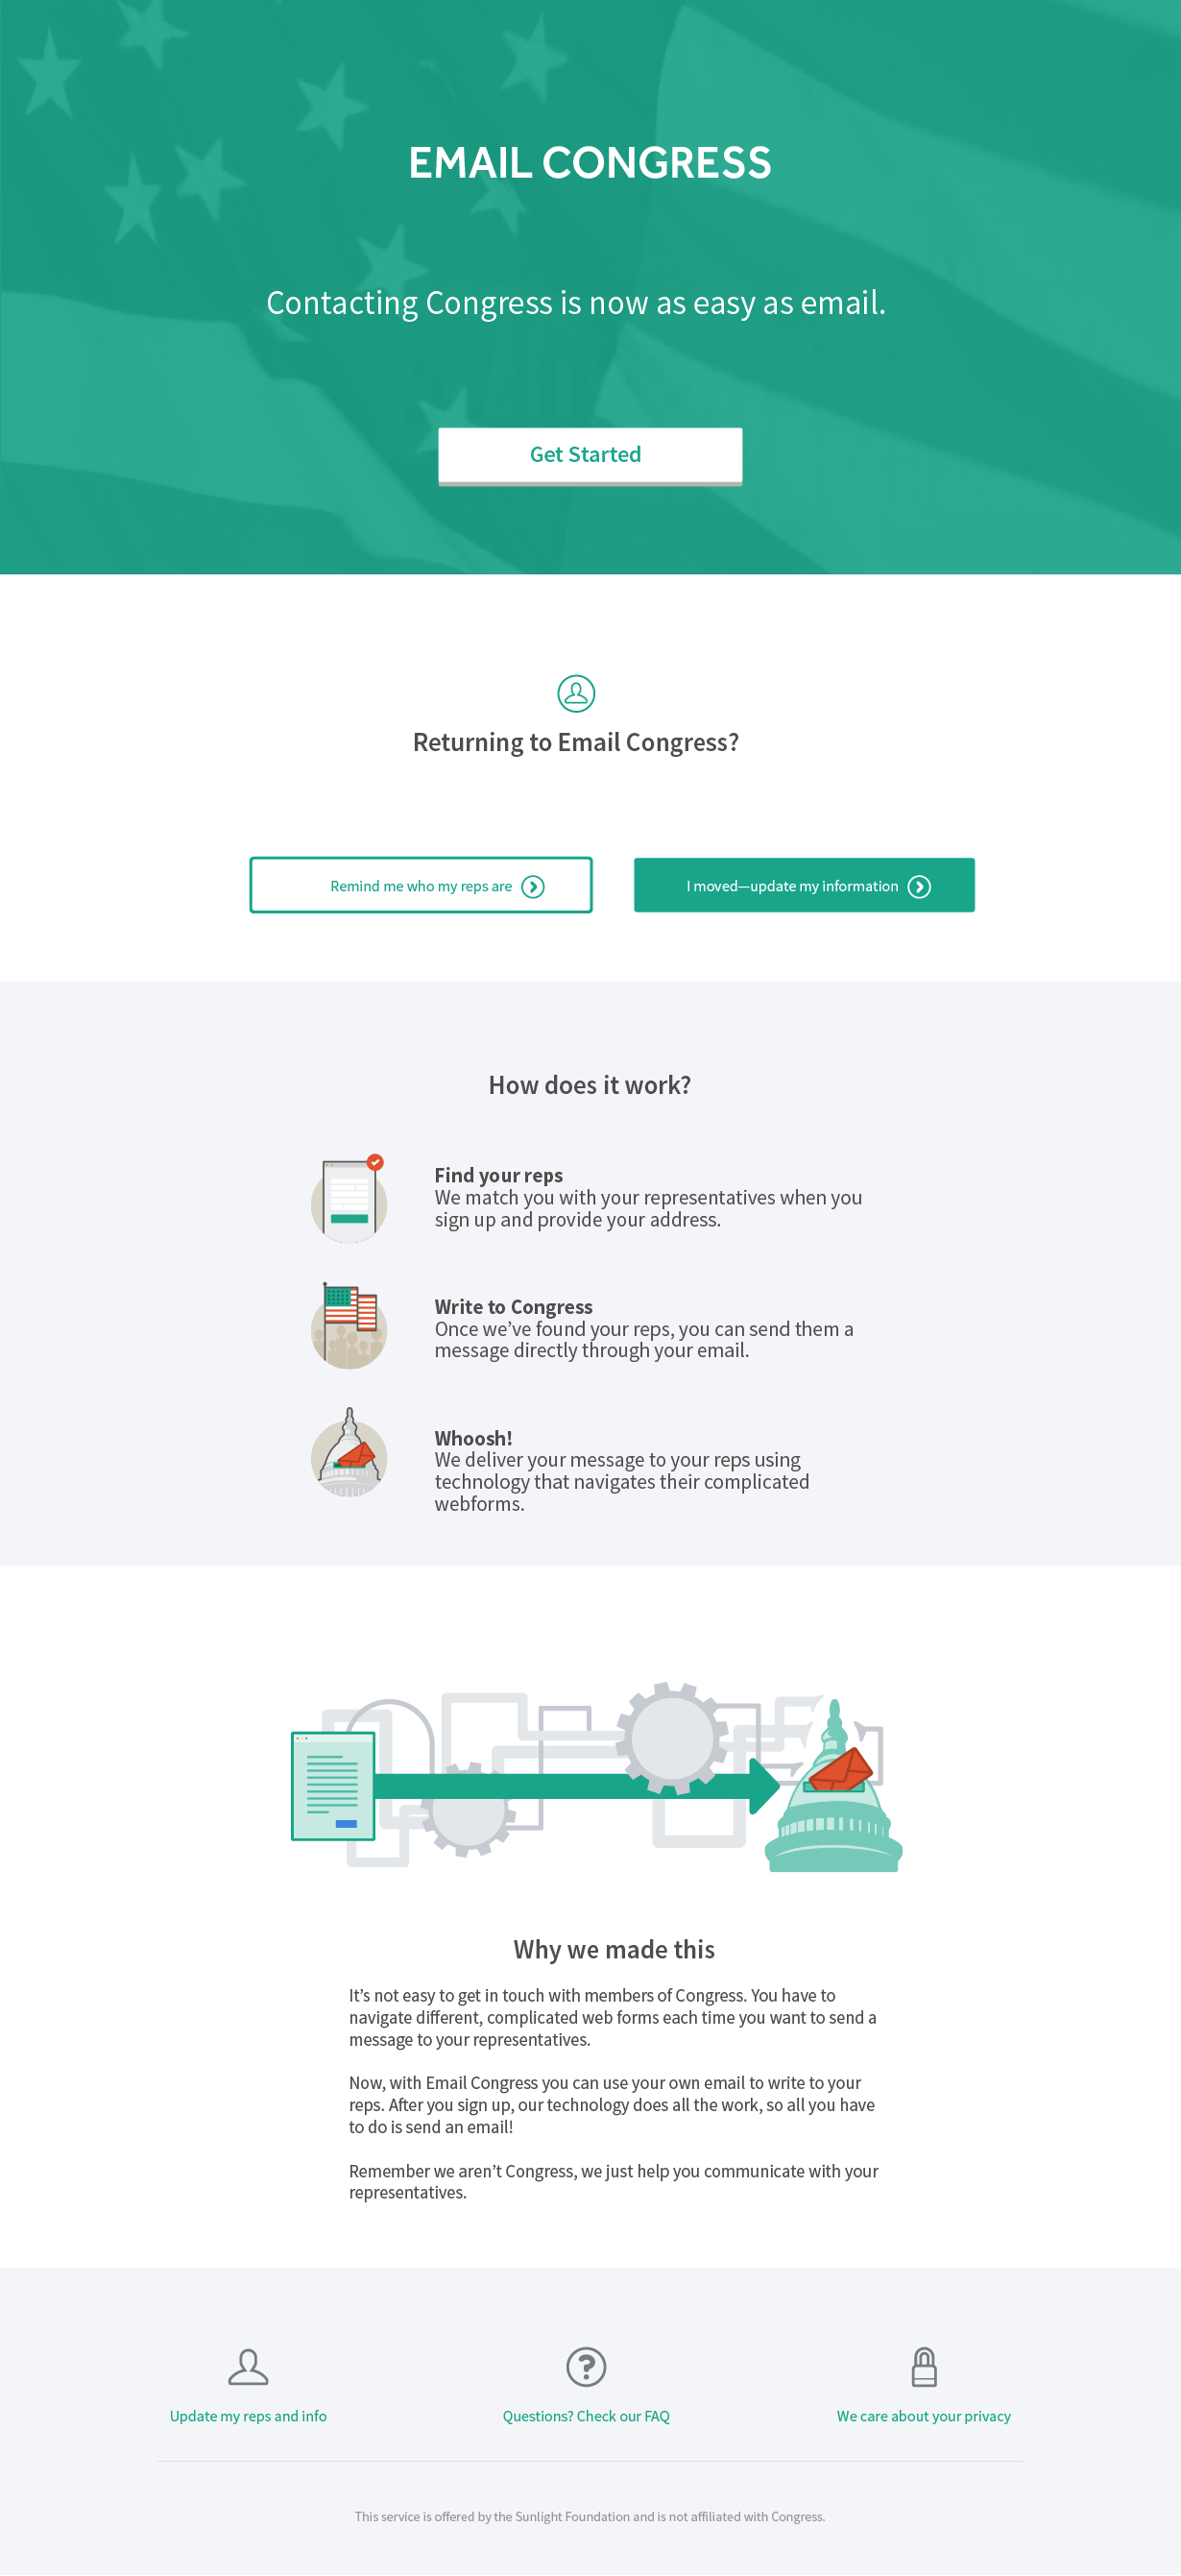 EMAIL CONGRESS
Contacting Congress is now as easy as email.
Get Started
Returning to Email Congress?
Remind me who my reps are
I moved—update my information
How does it work?
Find your reps
We match you with your representatives when you
sign up and provide your address.
Write to Congress
Once we’ve found your reps, you can send them a
message directly through your email.
Whoosh!
We deliver your message to your reps using
technology that navigates their complicated
webforms.
Why we made this
It’s not easy to get in touch with members of Congress. You have to
navigate different, complicated web forms each time you want to send a
message to your representatives.
Now, with Email Congress you can use your own email to write to your
reps. After you sign up, our technology does all the work, so all you have
to do is send an email!
Remember we aren’t Congress, we just help you communicate with your
representatives.
Update my reps and info
Questions? Check our FAQ
We care about your privacy
This service is offered by the Sunlight Foundation and is not affiliated with Congress.